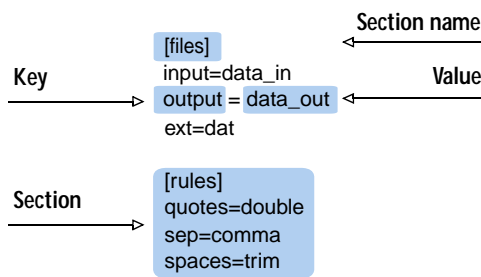 Section name
[files]
Key
input=data_in
Value
output = data_out
ext=dat
[rules]
Section
quotes=double
sep=comma
spaces=trim